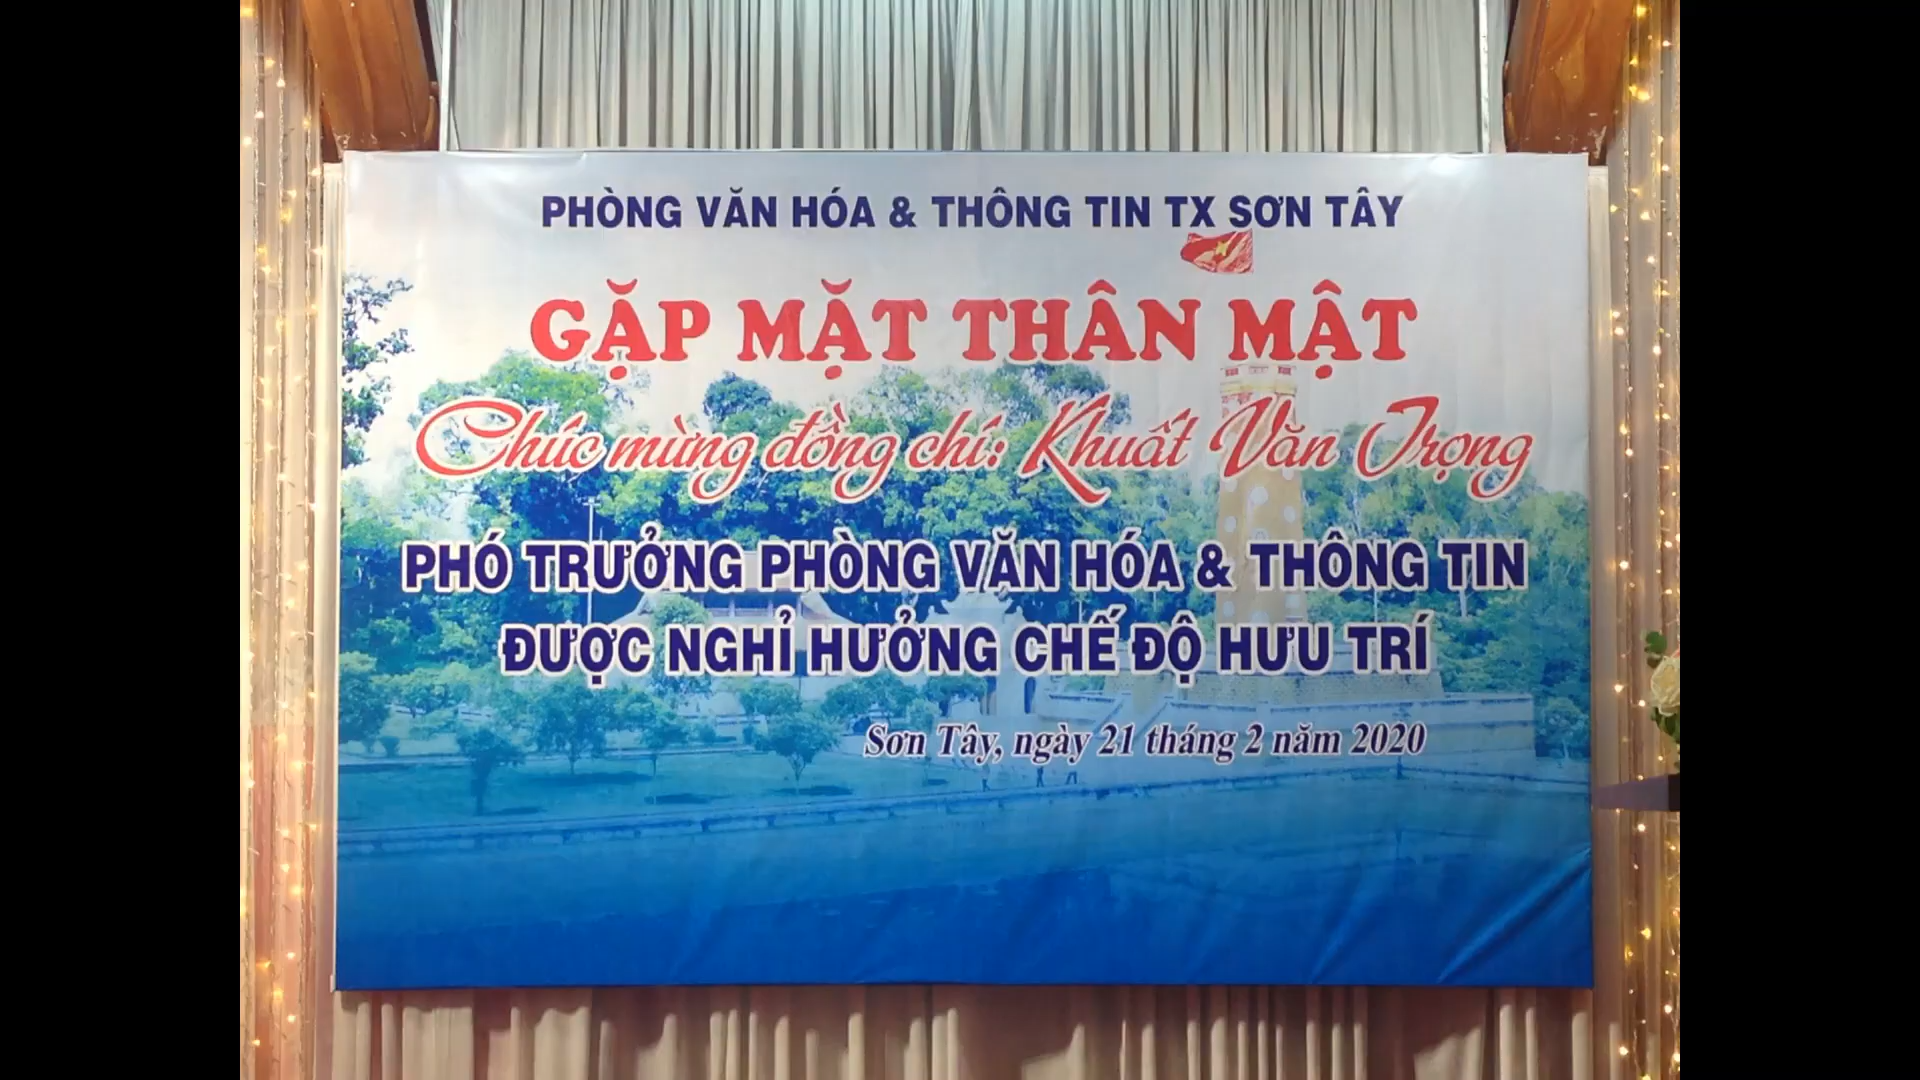 PHÒNG VĂN HÓA & THÔNG TIN TX SƠN TÂY
GẶP MẶT THÂN MẬT
Chúc mừng đồng chí: Khuất Văn Trọng
PHÓ TRƯỞNG PHÒNG VĂN HÓA & THÔNG TIN
ĐƯỢC NGHỈ HƯỞNG CHẾ ĐỘ HƯU TRÍ
Sơn Tây, ngày 21 tháng 2 năm 2020